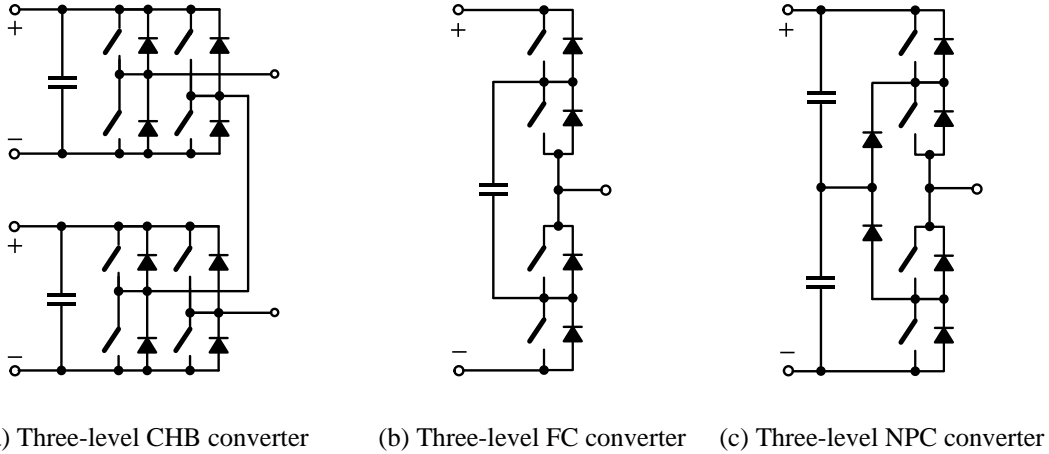 +
−
+
−
+
−
+
−
) Three-level CHB converter
(b) Three-level FC converter
(c) Three-level NPC converter